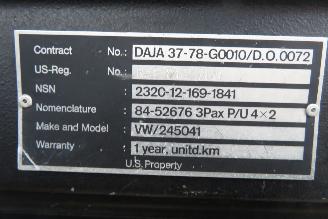 Contract No.: DAJA 37-78-G0010/D.O.0072
US-Reg. No.:
NSN 2320-12-169-1841
Nomenclature 84-52676 3Pax P/U 4×2
Make and Model VW/245041
Warranty 1 year. unltd.km
U.S. Property